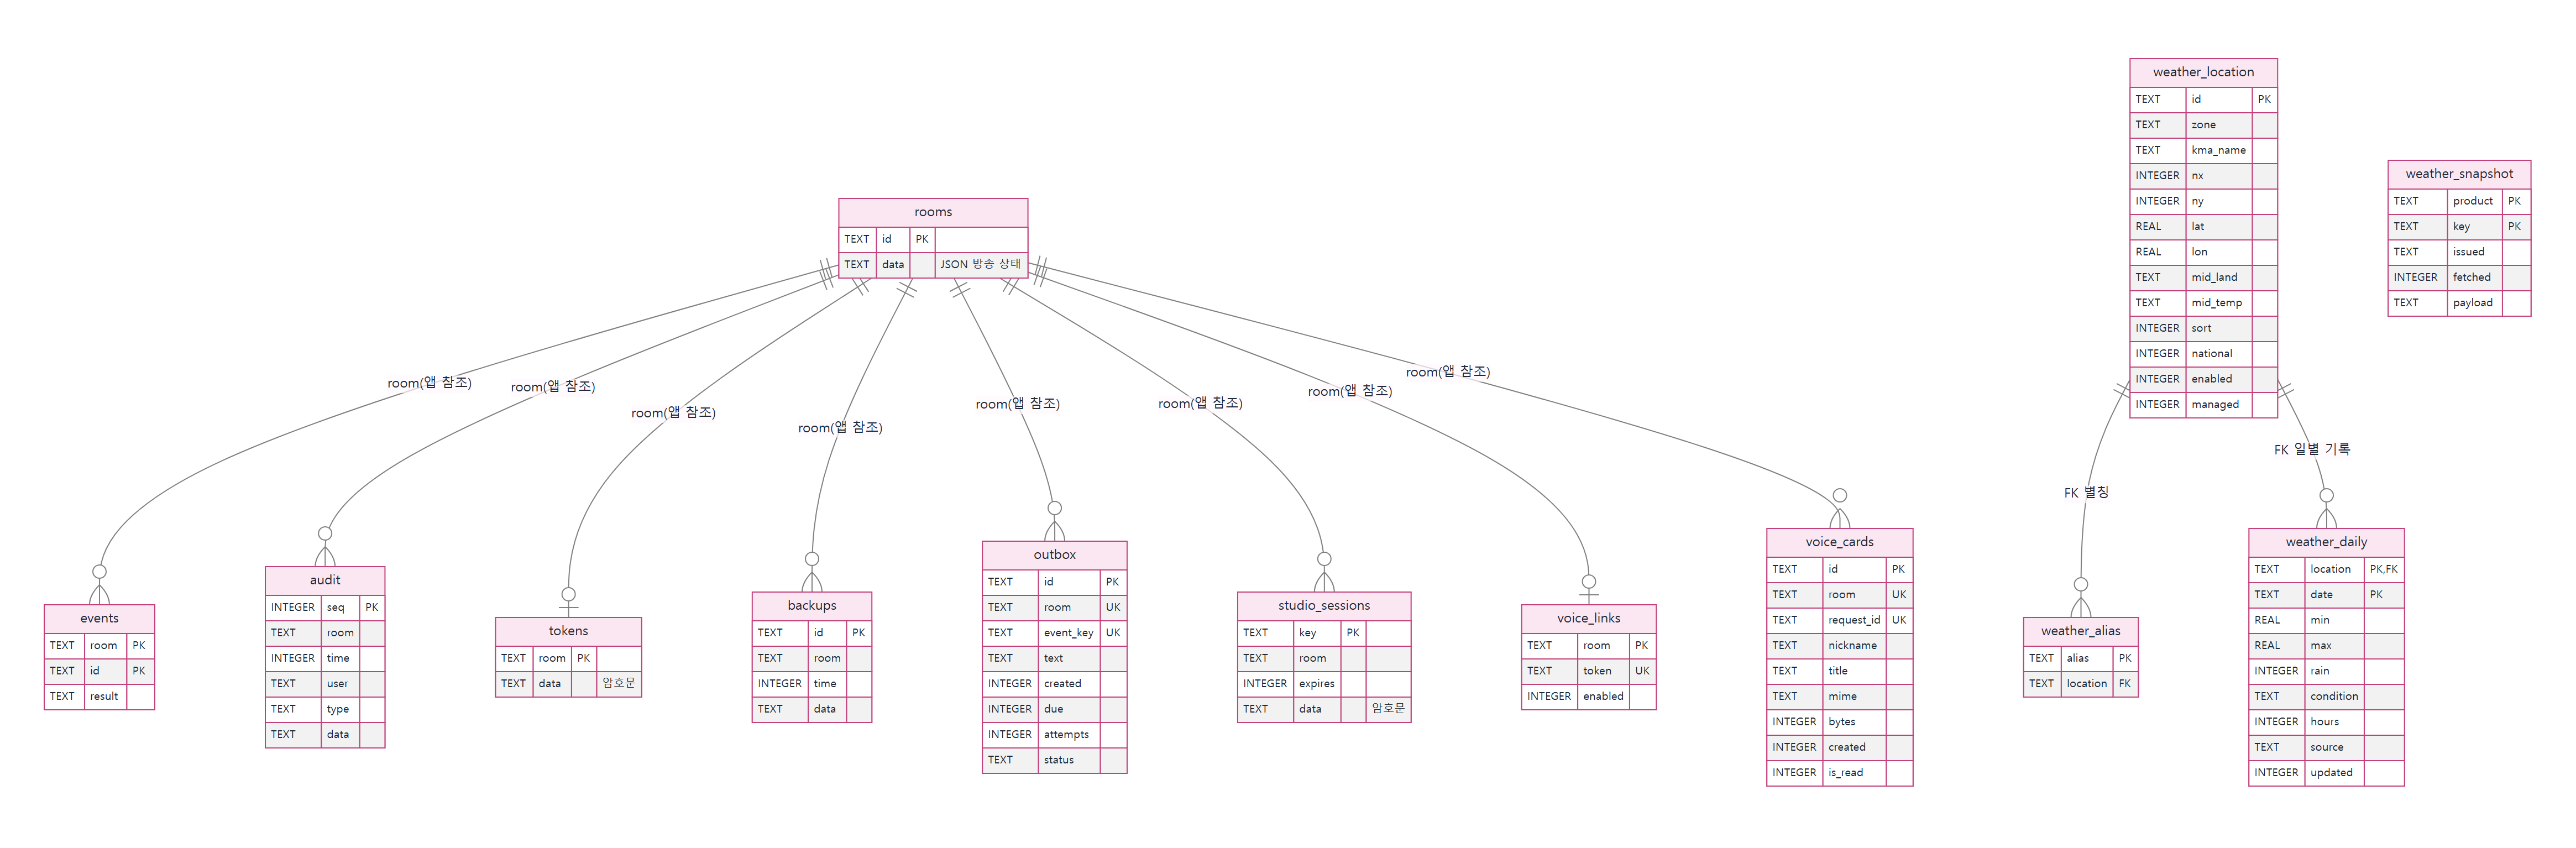 weather_location
TEXT id PK
TEXT zone
TEXT kma_name
INTEGER nx
INTEGER ny
REAL lat
REAL lon
TEXT mid_land
TEXT mid_temp
INTEGER sort
INTEGER national
INTEGER enabled
INTEGER managed
weather_snapshot
TEXT product PK
TEXT key PK
TEXT issued
INTEGER fetched
TEXT payload
rooms
TEXT id PK
TEXT data JSON 방송 상태
room(앱 참조)
room(앱 참조)
room(앱 참조)
room(앱 참조)
room(앱 참조)
room(앱 참조)
room(앱 참조)
room(앱 참조)
FK 별칭
FK 일별 기록
events
TEXT room PK
TEXT id PK
TEXT result
audit
INTEGER seq PK
TEXT room
INTEGER time
TEXT user
TEXT type
TEXT data
tokens
TEXT room PK
TEXT data 암호문
backups
TEXT id PK
TEXT room
INTEGER time
TEXT data
outbox
TEXT id PK
TEXT room UK
TEXT event_key UK
TEXT text
INTEGER created
INTEGER due
INTEGER attempts
TEXT status
studio_sessions
TEXT key PK
TEXT room
INTEGER expires
TEXT data 암호문
voice_links
TEXT room PK
TEXT token UK
INTEGER enabled
voice_cards
TEXT id PK
TEXT room UK
TEXT request_id UK
TEXT nickname
TEXT title
TEXT mime
INTEGER bytes
INTEGER created
INTEGER is_read
weather_alias
TEXT alias PK
TEXT location FK
weather_daily
TEXT location PK,FK
TEXT date PK
REAL min
REAL max
INTEGER rain
TEXT condition
INTEGER hours
TEXT source
INTEGER updated